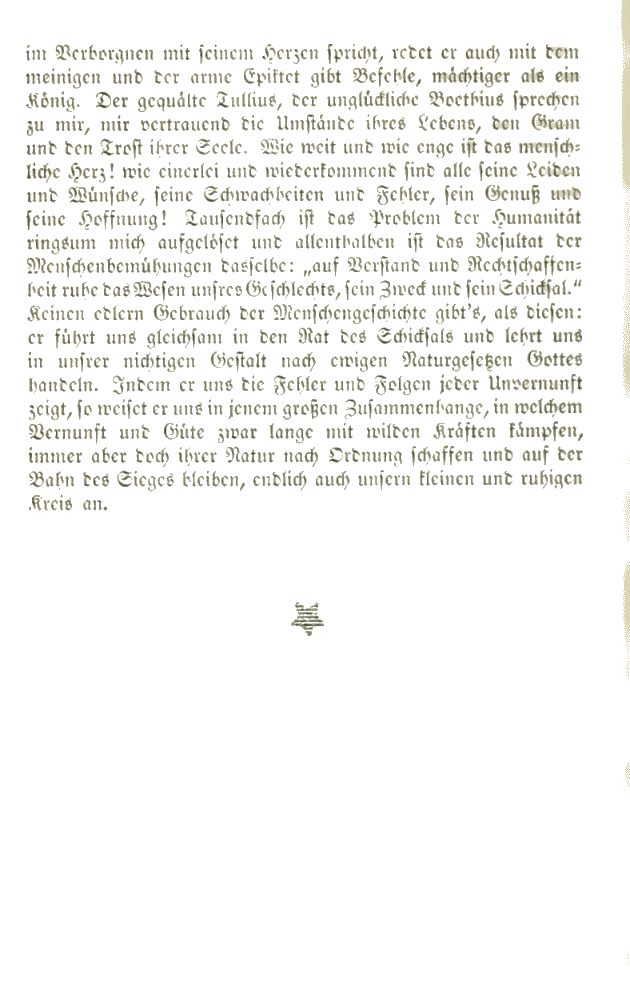 im Verborgnen mit seinem Herzen spricht, redet er auch mit dem
meinigen und der arme Epiktet gibt Befehle, mächtiger als ein
König. Der gequälte Tullius, der unglückliche Boethius sprechen
zu mir, mir vertrauend die Umstände ihres Lebens, den Gram
und den Trost ihrer Seele. Wie weit und wie enge ist das mensch-
liche Herz! wie einerlei und wiederkommend sind alle seine Leiden
und Wünsche, seine Schwachheiten und Fehler, sein Genuß und
seine Hoffnung! Tausendfach ist das Problem der Humanität
ringsum mich aufgelöset und allenthalben ist das Resultat der
Menschenbemühungen dasselbe: „auf Verstand und Rechtschaffen-
heit ruhe das Wesen unsres Geschlechts, sein Zweck und sein Schicksal.“
Keinen edlern Gebrauch der Menschengeschichte gibt's, als diesen:
er führt uns gleichsam in den Rat des Schicksals und lehrt uns
in unsrer nichtigen Gestalt nach ewigen Naturgesetzen Gottes
handeln. Indem er uns die Fehler und Folgen jeder Unvernunft
zeigt, so weiset er uns in jenem großen Zusammenhange, in welchem
Vernunft und Güte zwar lange mit wilden Kräften kämpfen,
immer aber doch ihrer Natur nach Ordnung schaffen und auf der
Bahn des Sieges bleiben, endlich auch unsern kleinen und ruhigen
Kreis an.